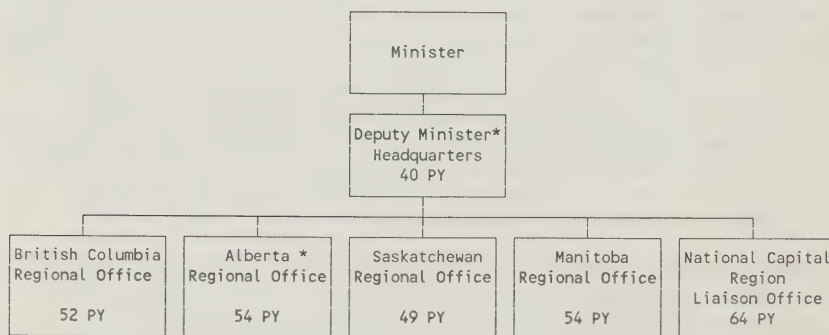 Minister
Deputy Minister*
Headquarters
40 PY
British Columbia
Regional Office
52 PY
Alberta *
Regional Office
54 PY
Saskatchewan
Regional Office
49 PY
Manitoba
Regional Office
54 PY
National Capital
Region
Liaison Office
64 PY